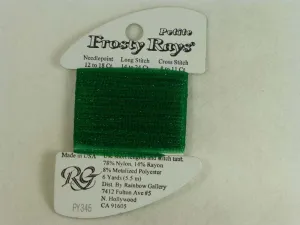 Petite
Frosty Rays®
Needlepoint Long Stitch Cross Stitch
12 to 18 Ct
Made in USA
78% Nylon, 14% Rayon
8% Metalized Polyester
6 Yards (5.5 m)
RG
Dist. By Rainbow Gallery
7412 Fulton Ave #5
N. Hollywood
PY345 CA 91605